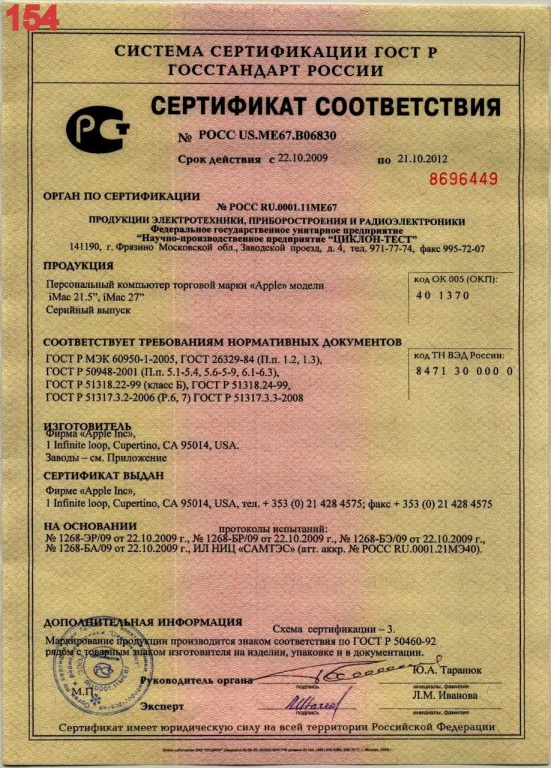 154
СИСТЕМА СЕРТИФИКАЦИИ ГОСТ Р
ГОССТАНДАРТ РОССИИ
СЕРТИФИКАТ СООТВЕТСТВИЯ
№ РОСС US.ME67.B06830
Срок действия с 22.10.2009 по 21.10.2012
8696449
ОРГАН ПО СЕРТИФИКАЦИИ
№ РОСС RU.0001.11ME67
ПРОДУКЦИИ ЭЛЕКТРОТЕХНИКИ, ПРИБОРОСТРОЕНИЯ И РАДИОЭЛЕКТРОНИКИ
Федеральное государственное унитарное предприятие
"Научно-производственное предприятие "ЦИКЛОН-ТЕСТ"
141190, г. Фрязино Московской обл., Заводской проезд, д. 4, тел. 971-77-74, факс 995-72-07
ПРОДУКЦИЯ
Персональный компьютер торговой марки «Apple» модели
iMac 21.5”, iMac 27”
Серийный выпуск
код ОК 005 (ОКП):
40 1370
СООТВЕТСТВУЕТ ТРЕБОВАНИЯМ НОРМАТИВНЫХ ДОКУМЕНТОВ
ГОСТ Р МЭК 60950-1-2005, ГОСТ 26329-84 (П.п. 1.2, 1.3),
ГОСТ Р 50948-2001 (П.п. 5.1-5.4, 5.6-5-9, 6.1-6.3),
ГОСТ Р 51318.22-99 (класс Б), ГОСТ Р 51318.24-99,
ГОСТ Р 51317.3.2-2006 (Р.6, 7) ГОСТ Р 51317.3.3-2008
код ТН ВЭД России:
8471 30 000 0
ИЗГОТОВИТЕЛЬ
Фирма «Apple Inc»,
1 Infinite loop, Cupertino, CA 95014, USA.
Заводы – см. Приложение
СЕРТИФИКАТ ВЫДАН
Фирме «Apple Inc»,
1 Infinite loop, Cupertino, CA 95014, USA, тел. + 353 (0) 21 428 4575; факс + 353 (0) 21 428 4575
НА ОСНОВАНИИ протоколы испытаний:
№ 1268-ЭР/09 от 22.10.2009 г., № 1268-БР/09 от 22.10.2009 г., № 1268-БЭ/09 от 22.10.2009 г.,
№ 1268-БА/09 от 22.10.2009 г., ИЛ НИЦ «САМТЭС» (атт. аккр. № РОСС RU.0001.21МЭ40).
ДОПОЛНИТЕЛЬНАЯ ИНФОРМАЦИЯ
Схема сертификации – 3.
Маркирование продукции производится знаком соответствия по ГОСТ Р 50460-92
рядом с товарным знаком изготовителя на изделии, упаковке и в документации.
Руководитель органа Ю.А. Таранюк
подпись инициалы, фамилия
М.П.
Эксперт Л.М. Иванова
подпись инициалы, фамилия
Сертификат имеет юридическую силу на всей территории Российской Федерации